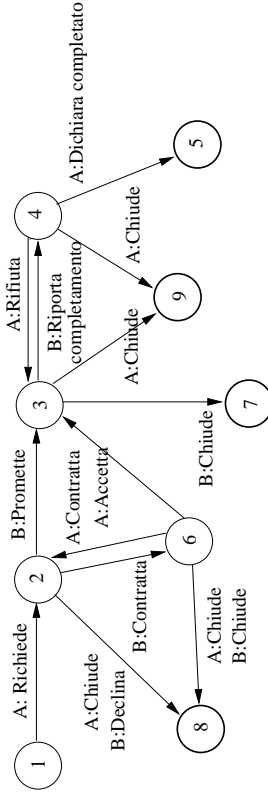 1
A: Richiede
2
B:Promette
3
A:Rifiuta
B:Riporta
completamento
4
A:Dichiara completato
5
A:Chiude
9
A:Chiude
B:Chiude
7
A:Contratta
A:Accetta
B:Contratta
6
A:Chiude
B:Declina
A:Chiude
B:Chiude
8